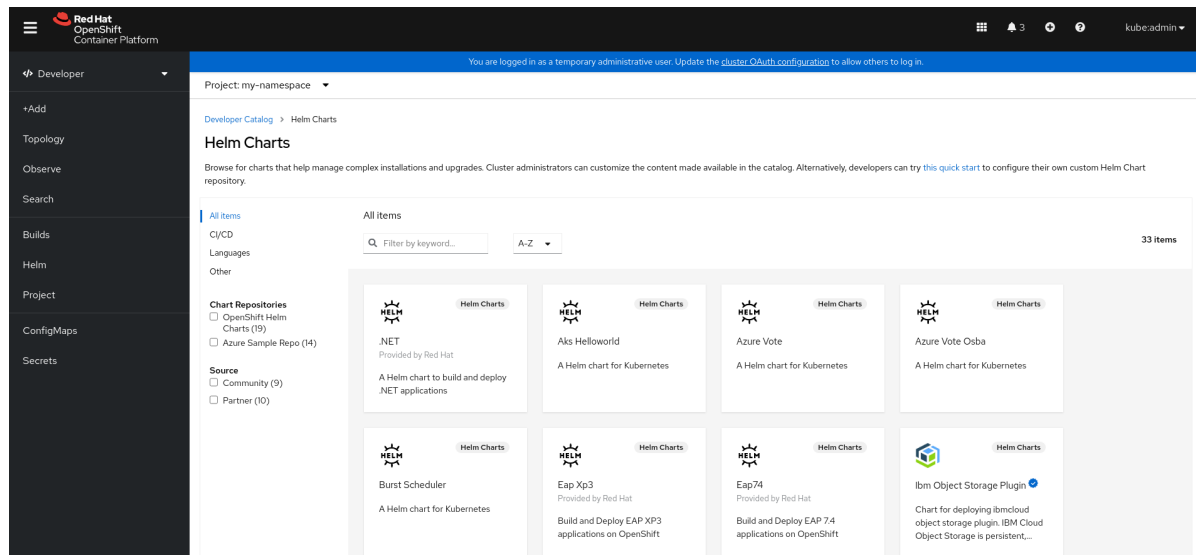 Red Hat
OpenShift
Container Platform
3
kube:admin
Developer
You are logged in as a temporary administrative user. Update the cluster OAuth configuration to allow others to log in.
Project: my-namespace
+Add
Topology
Observe
Search
Builds
Helm
Project
ConfigMaps
Secrets
Developer Catalog > Helm Charts
Helm Charts
Browse for charts that help manage complex installations and upgrades. Cluster administrators can customize the content made available in the catalog. Alternatively, developers can try this quick start to configure their own custom Helm Chart
repository.
All items
CI/CD
Languages
Other
Chart Repositories
OpenShift Helm
Charts (19)
Azure Sample Repo (14)
Source
Community (9)
Partner (10)
All items
Filter by keyword...
A-Z
33 items
HELM
Helm Charts
.NET
Provided by Red Hat
A Helm chart to build and deploy
.NET applications
HELM
Helm Charts
Aks Helloworld
A Helm chart for Kubernetes
HELM
Helm Charts
Azure Vote
A Helm chart for Kubernetes
HELM
Helm Charts
Azure Vote Osba
A Helm chart for Kubernetes
HELM
Helm Charts
Burst Scheduler
A Helm chart for Kubernetes
HELM
Helm Charts
Eap Xp3
Provided by Red Hat
Build and Deploy EAP XP3
applications on OpenShift
HELM
Helm Charts
Eap74
Provided by Red Hat
Build and Deploy EAP 7.4
applications on OpenShift
Helm Charts
Ibm Object Storage Plugin
Chart for deploying ibmcloud
object storage plugin. IBM Cloud
Object Storage is persistent,...